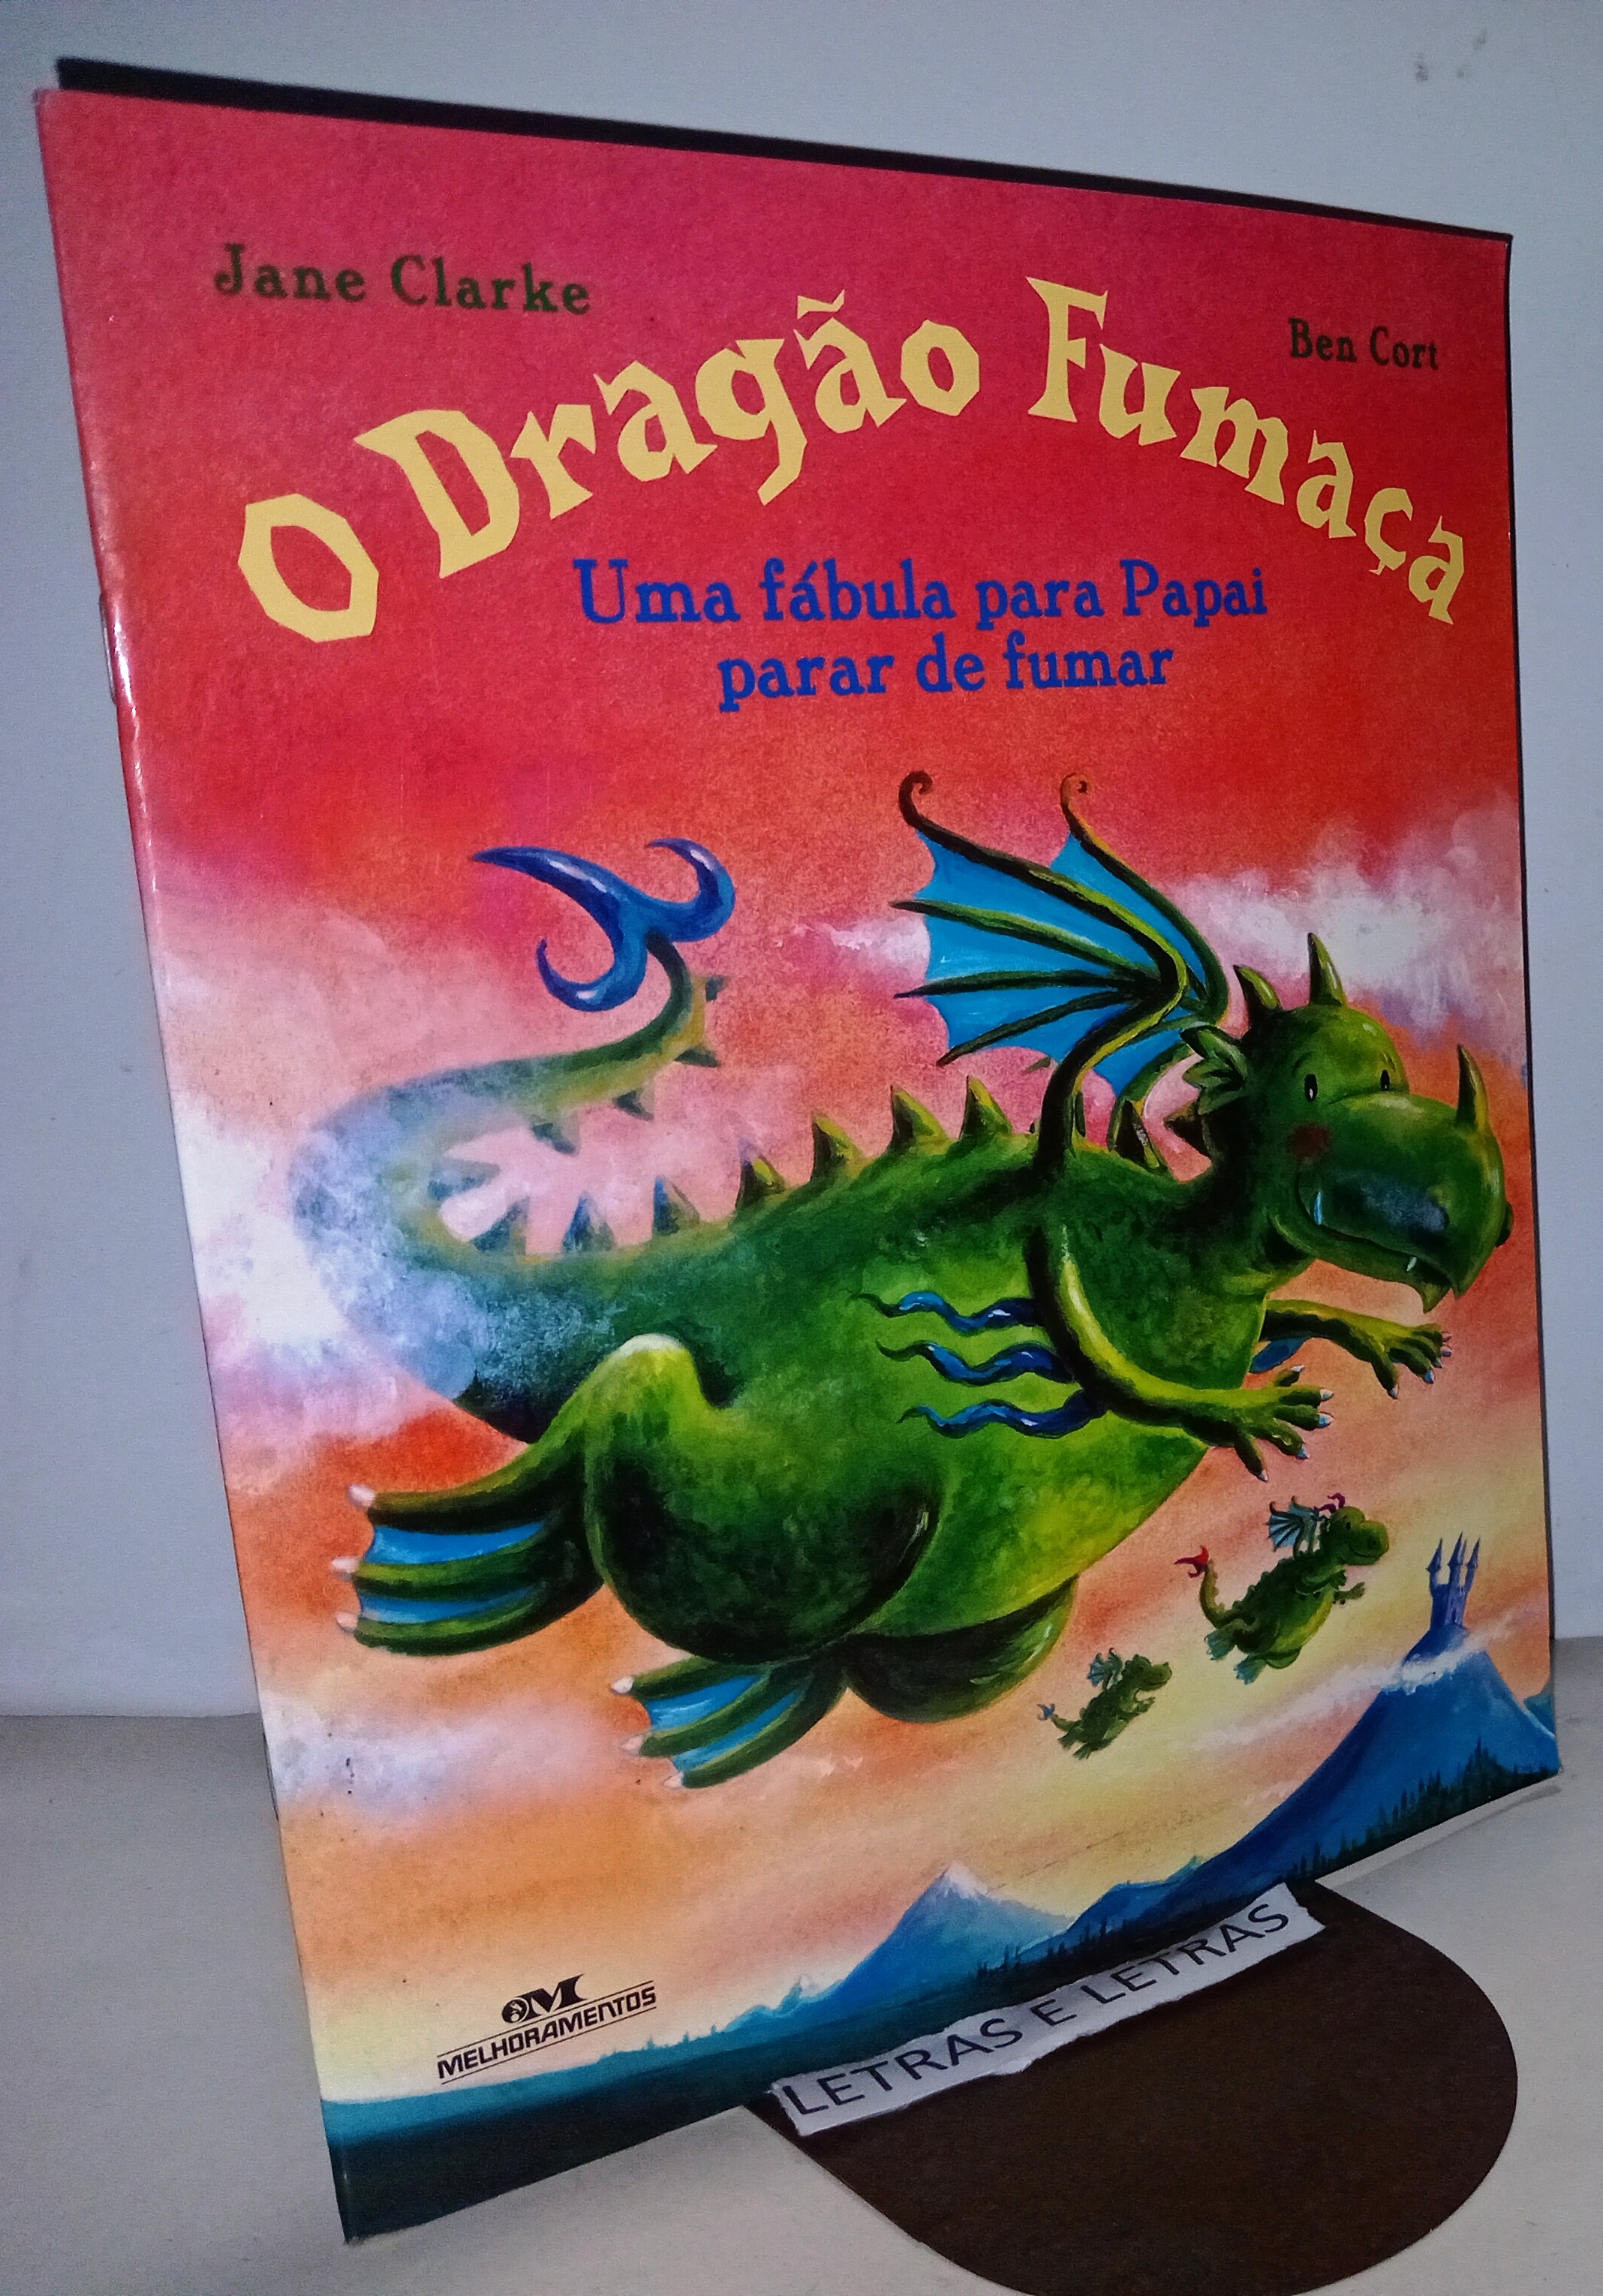 Jane Clarke
Ben Cort
O Dragão Fumaça
Uma fábula para Papai
parar de fumar
MELHORAMENTOS
LETRAS E LETRAS